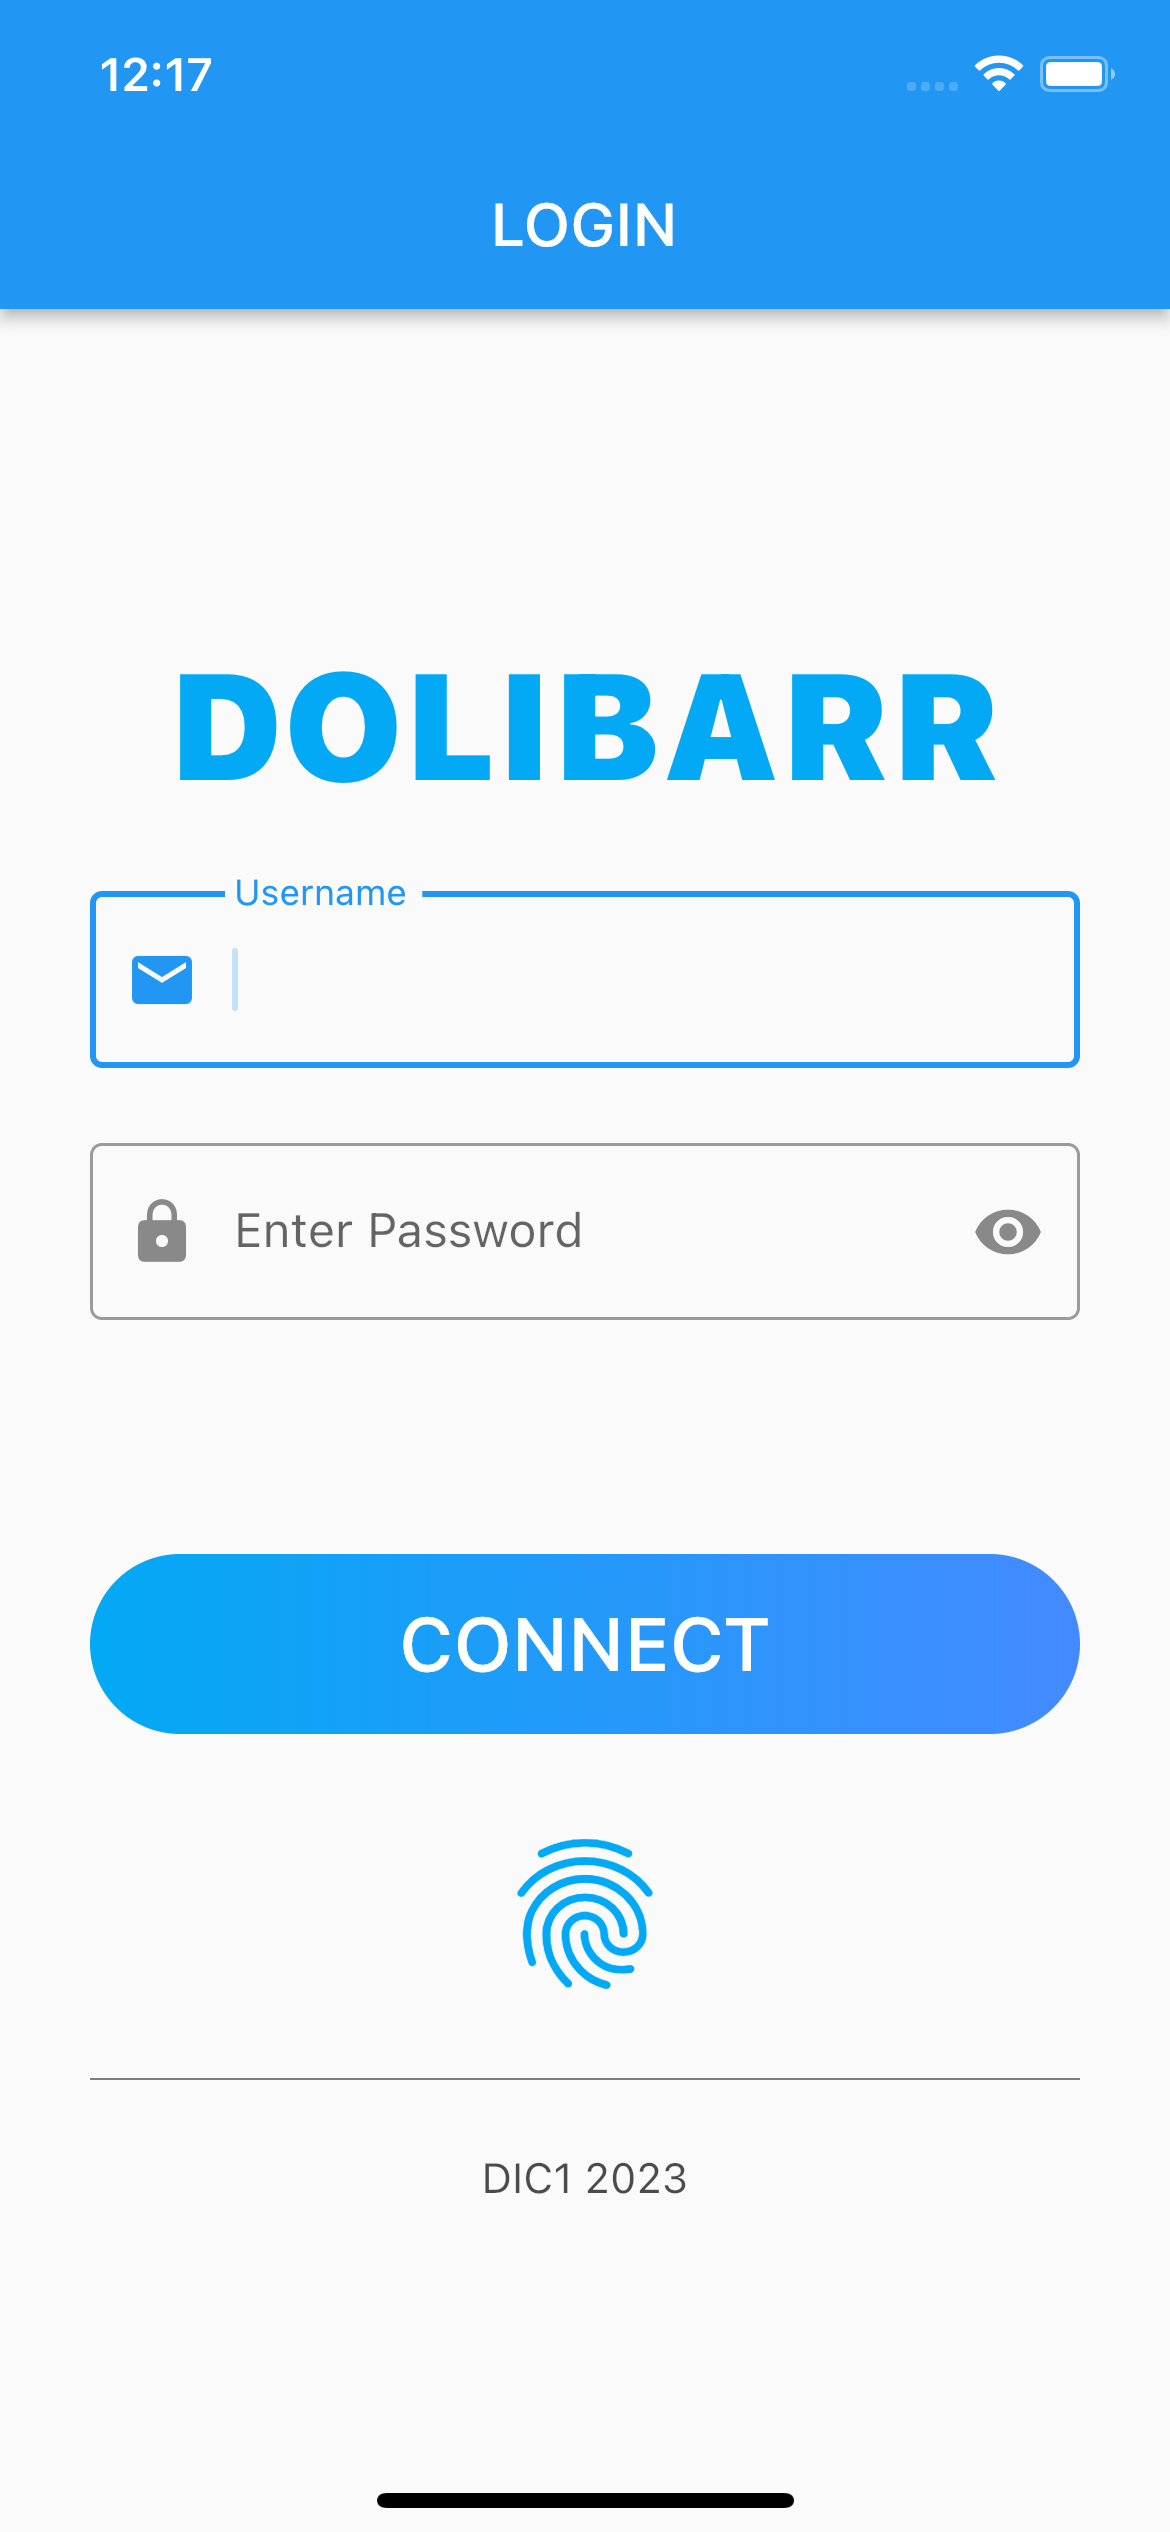 12:17
LOGIN
DOLIBARR
Username
Enter Password
CONNECT
DIC1 2023